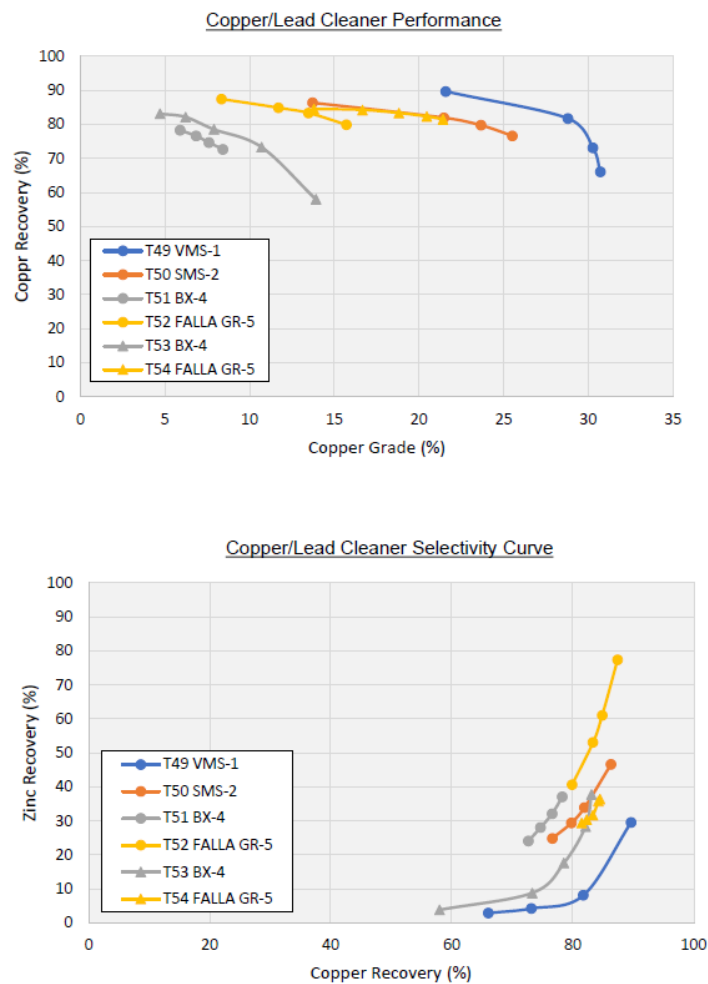 Copper/Lead Cleaner Performance
100
90
80
70
60
50
40
30
20
10
0
Coppr Recovery (%)
T49 VMS-1
T50 SMS-2
T51 BX-4
T52 FALLA GR-5
T53 BX-4
T54 FALLA GR-5
0 5 10 15 20 25 30 35
Copper Grade (%)
Copper/Lead Cleaner Selectivity Curve
100
90
80
70
60
50
40
30
20
10
0
Zinc Recovery (%)
T49 VMS-1
T50 SMS-2
T51 BX-4
T52 FALLA GR-5
T53 BX-4
T54 FALLA GR-5
0 20 40 60 80 100
Copper Recovery (%)